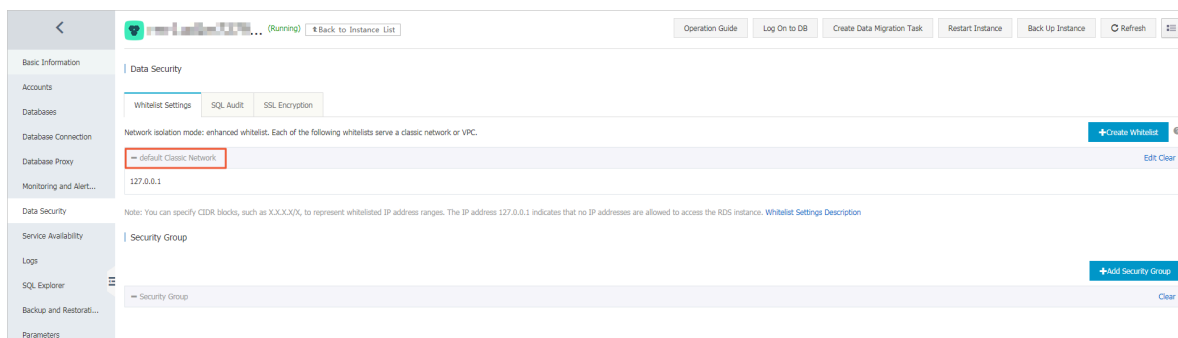 ... (Running) Back to Instance List Operation Guide Log On to DB Create Data Migration Task Restart Instance Back Up Instance Refresh
Basic Information
Accounts
Databases
Database Connection
Database Proxy
Monitoring and Alert...
Data Security
Service Availability
Logs
SQL Explorer
Backup and Restorati...
Parameters
Data Security
Whitelist Settings SQL Audit SSL Encryption
Network isolation mode: enhanced whitelist. Each of the following whitelists serve a classic network or VPC.
+Create Whitelist
default Classic Network Edit Clear
127.0.0.1
Note: You can specify CIDR blocks, such as X.X.X.X/X, to represent whitelisted IP address ranges. The IP address 127.0.0.1 indicates that no IP addresses are allowed to access the RDS instance. Whitelist Settings Description
Security Group
+Add Security Group
Security Group Clear